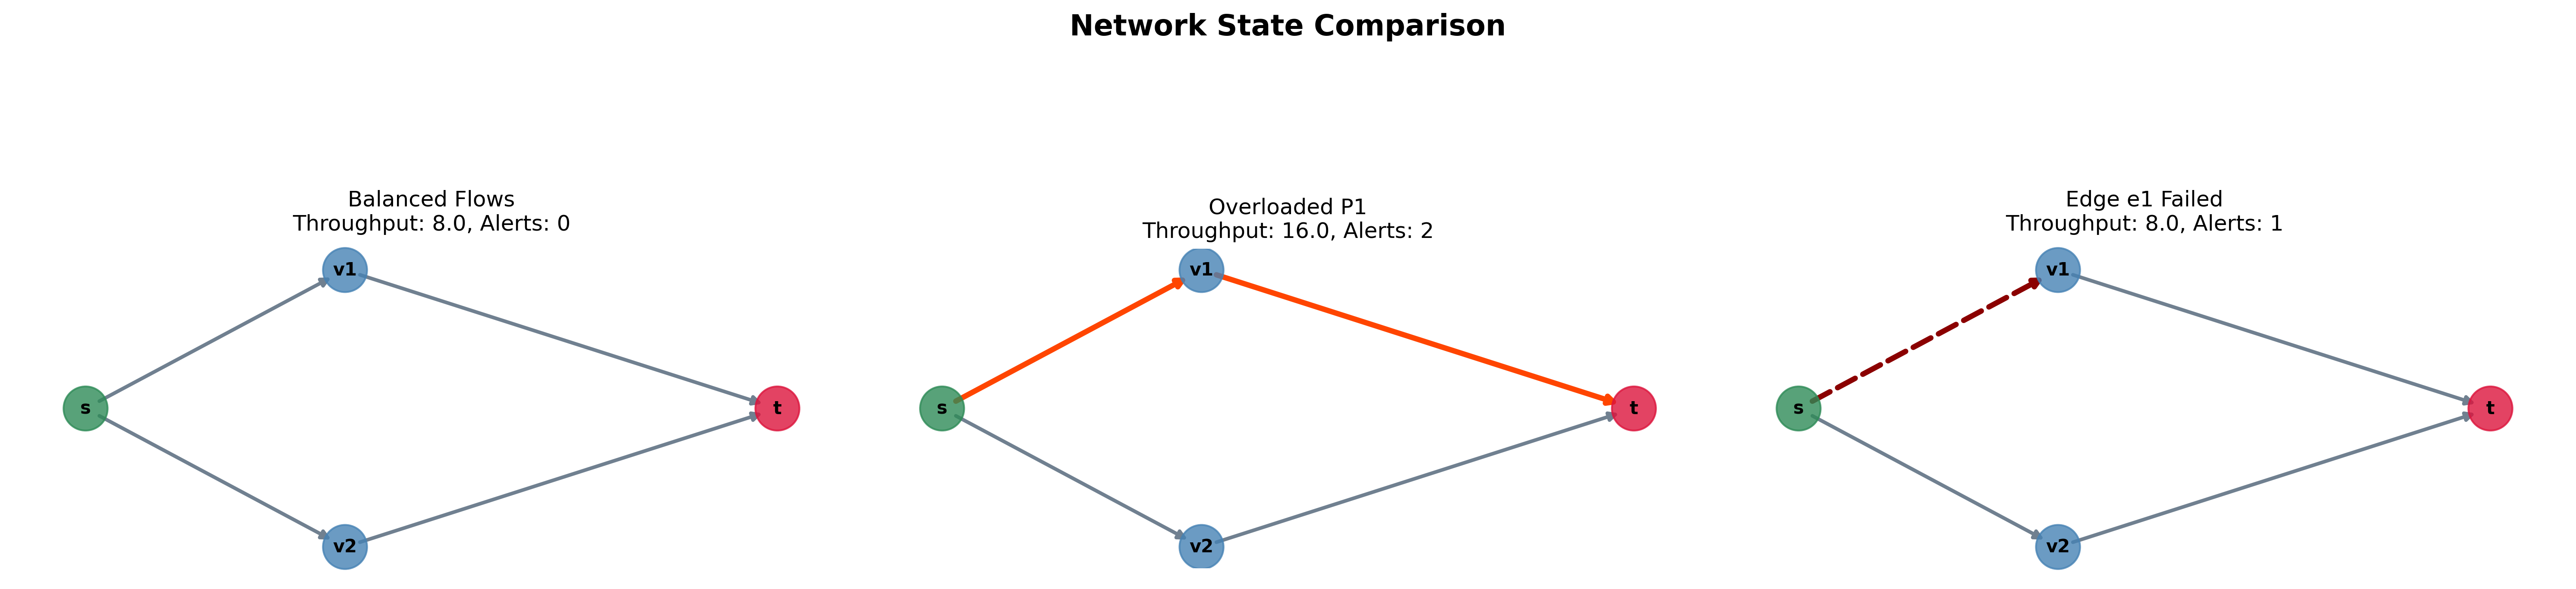 Network State Comparison
Balanced Flows
Throughput: 8.0, Alerts: 0
v1
s
t
v2
Overloaded P1
Throughput: 16.0, Alerts: 2
v1
s
t
v2
Edge e1 Failed
Throughput: 8.0, Alerts: 1
v1
s
t
v2